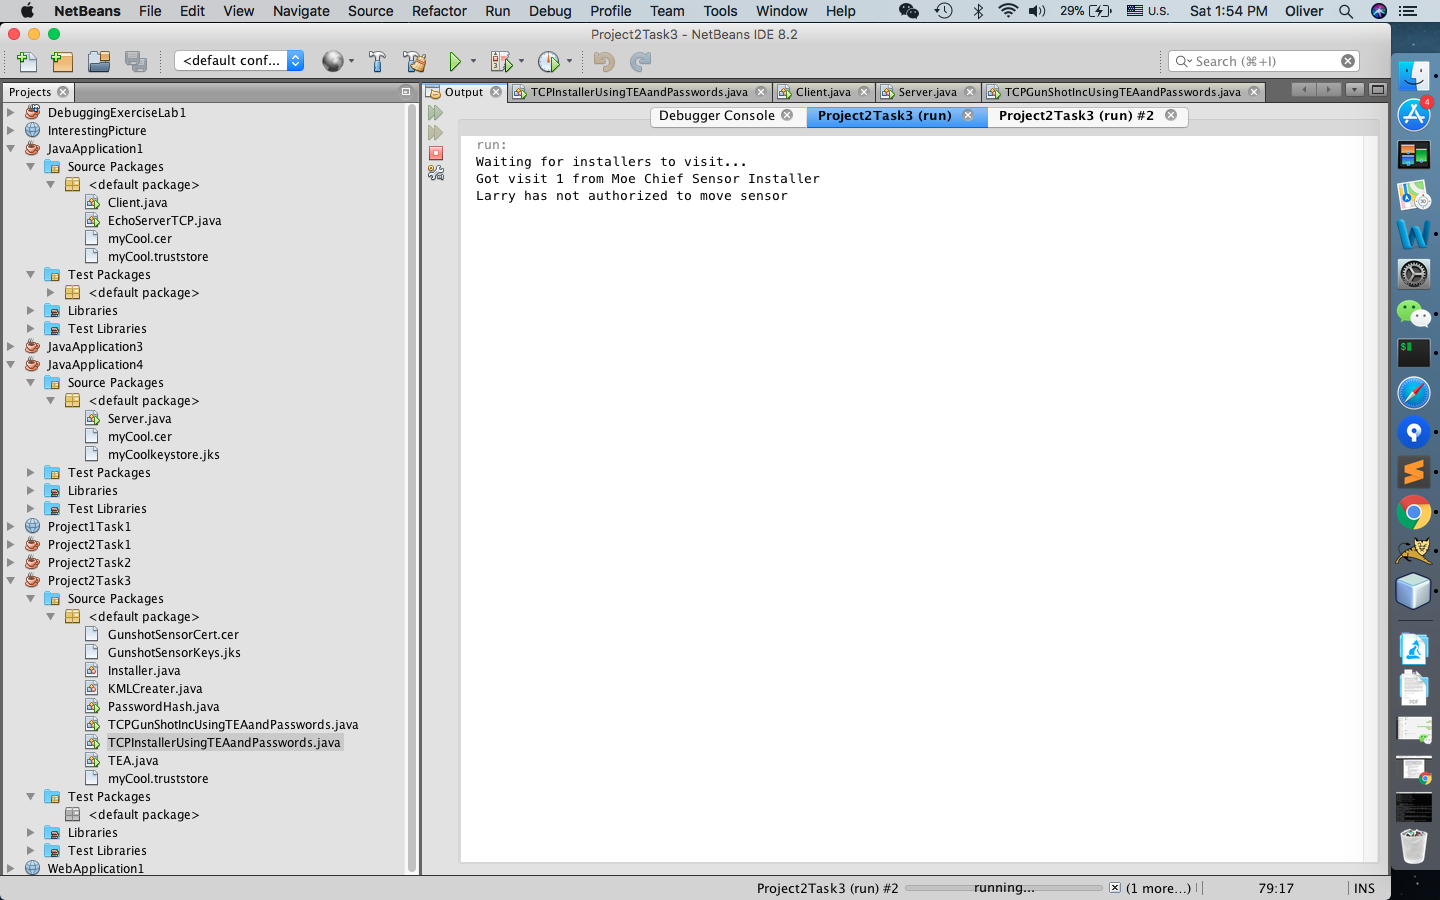 NetBeans File Edit View Navigate Source Refactor Run Debug Profile Team Tools Window Help 29% U.S. Sat 1:54 PM Oliver
Project2Task3 - NetBeans IDE 8.2
<default conf... Search (⌘+I)
Projects
DebuggingExerciseLab1
InterestingPicture
JavaApplication1
Source Packages
<default package>
Client.java
EchoServerTCP.java
myCool.cer
myCool.truststore
Test Packages
<default package>
Libraries
Test Libraries
JavaApplication3
JavaApplication4
Source Packages
<default package>
Server.java
myCool.cer
myCoolkeystore.jks
Test Packages
Libraries
Test Libraries
Project1Task1
Project2Task1
Project2Task2
Project2Task3
Source Packages
<default package>
GunshotSensorCert.cer
GunshotSensorKeys.jks
Installer.java
KMLCreater.java
PasswordHash.java
TCPGunShotIncUsingTEAandPasswords.java
TCPInstallerUsingTEAandPasswords.java
TEA.java
myCool.truststore
Test Packages
<default package>
Libraries
Test Libraries
WebApplication1
Output TCPInstallerUsingTEAandPasswords.java Client.java Server.java TCPGunShotIncUsingTEAandPasswords.java
Debugger Console Project2Task3 (run) Project2Task3 (run) #2
run:
Waiting for installers to visit...
Got visit 1 from Moe Chief Sensor Installer
Larry has not authorized to move sensor
Project2Task3 (run) #2 running... (1 more...) 79:17 INS
4
PDF